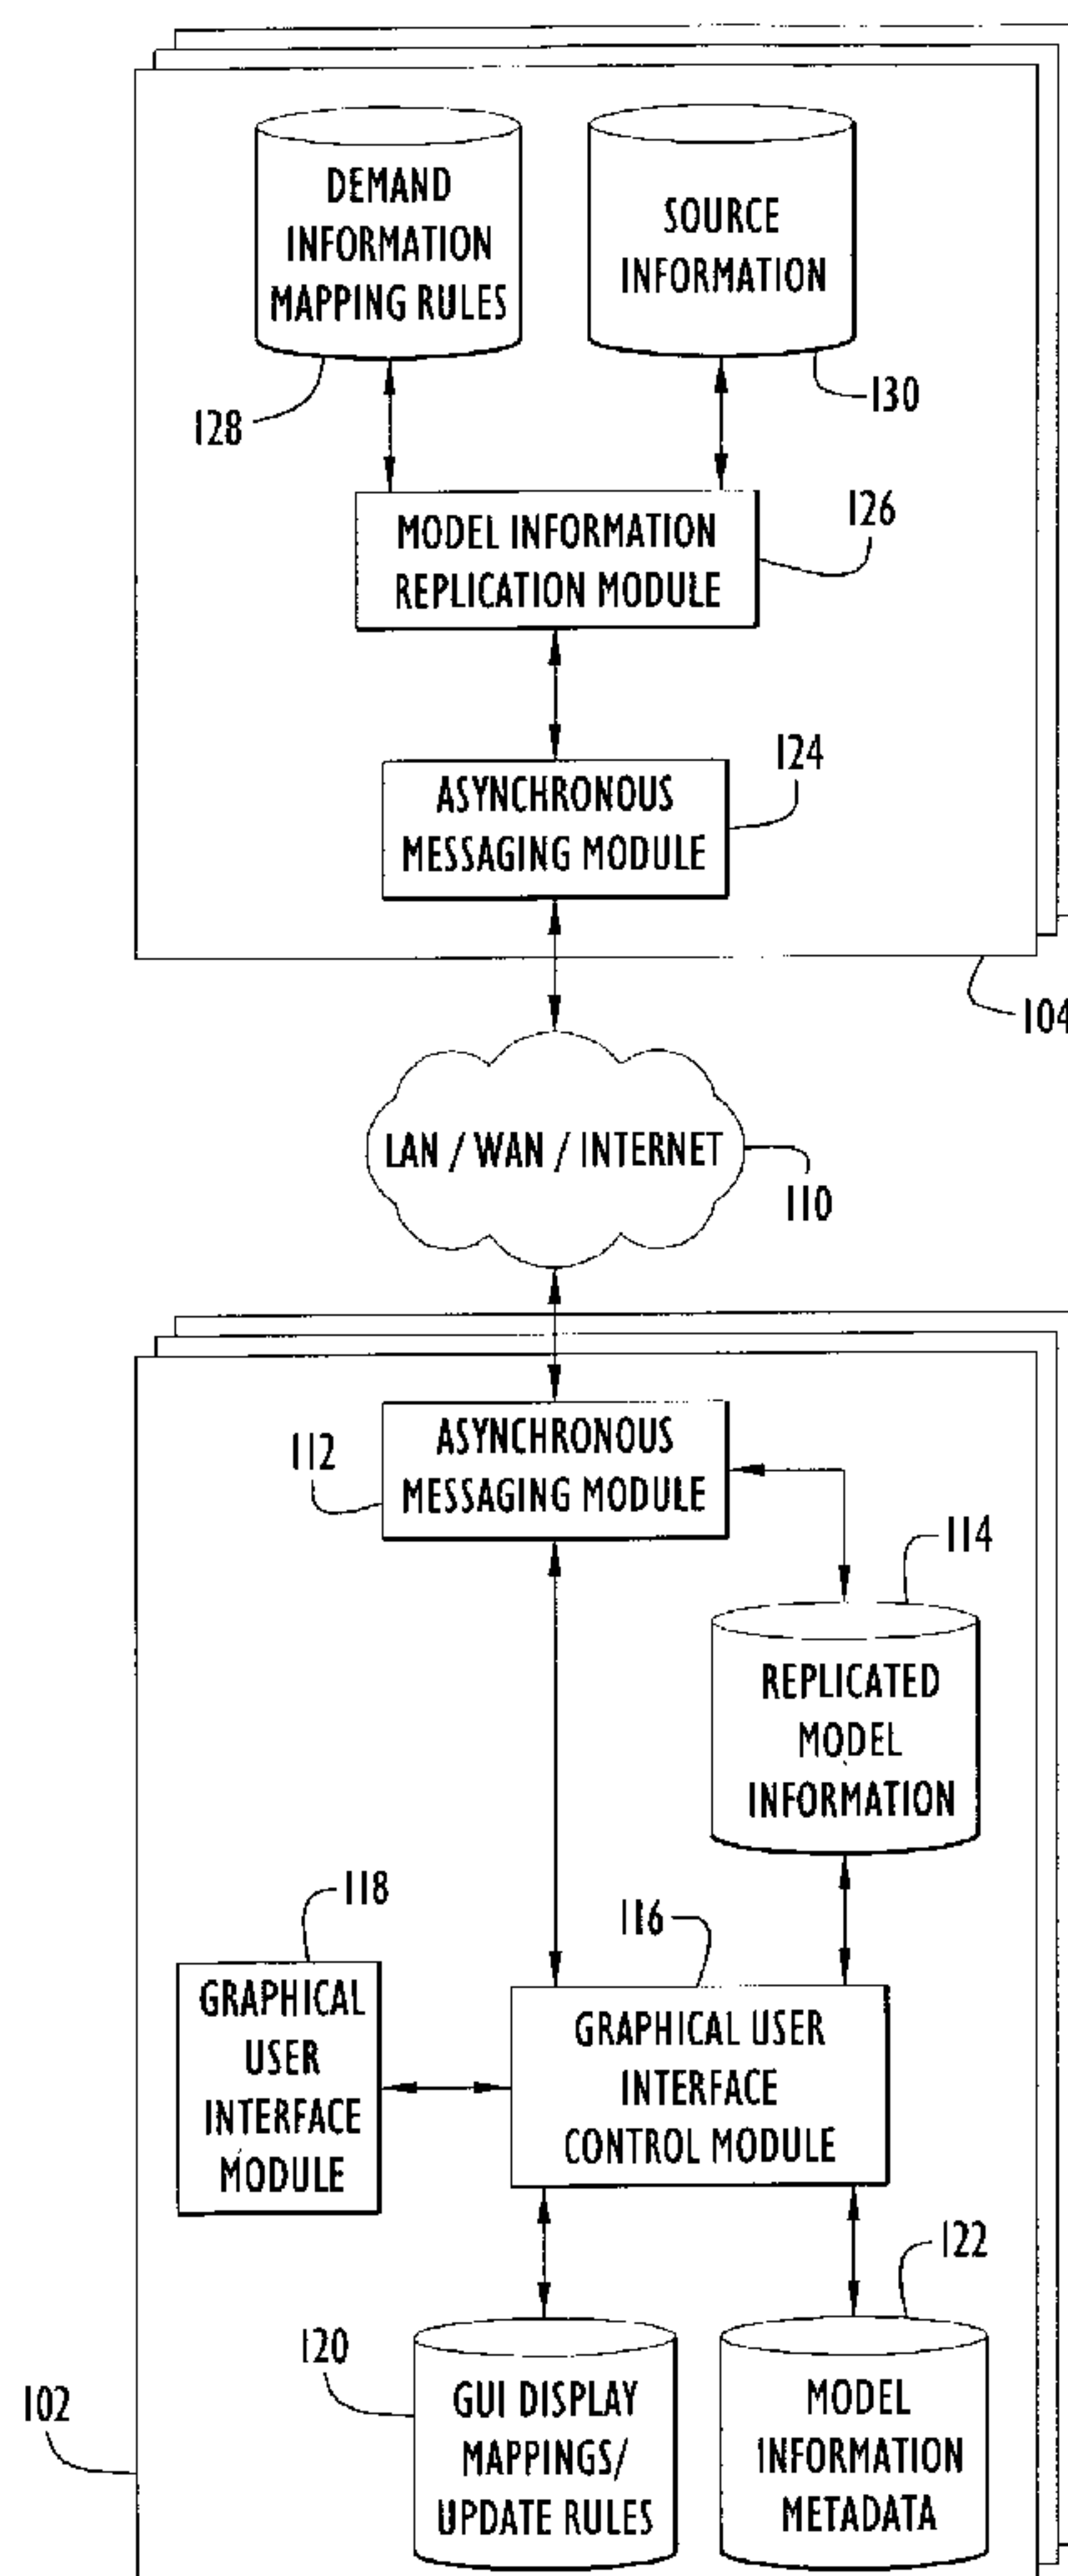 DEMAND
INFORMATION
MAPPING RULES
SOURCE
INFORMATION
128
130
MODEL INFORMATION
REPLICATION MODULE
126
ASYNCHRONOUS
MESSAGING MODULE
124
104
LAN / WAN / INTERNET
110
ASYNCHRONOUS
MESSAGING MODULE
112
114
REPLICATED
MODEL
INFORMATION
118
116
GRAPHICAL
USER
INTERFACE
MODULE
GRAPHICAL USER
INTERFACE
CONTROL MODULE
122
120
102
GUI DISPLAY
MAPPINGS/
UPDATE RULES
MODEL
INFORMATION
METADATA